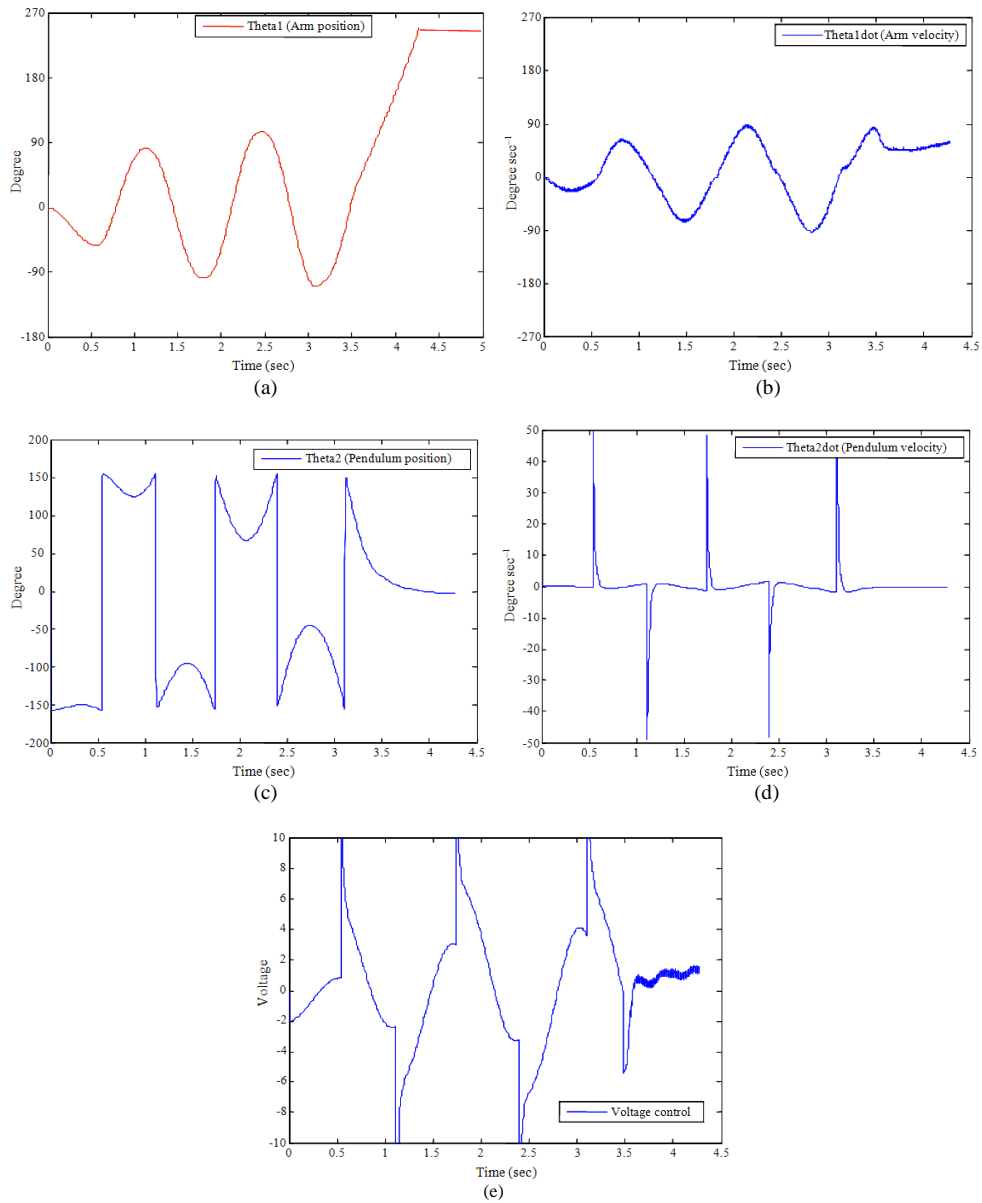 270
Theta1 (Arm position)
180
90
0
-90
-180
Degree
0 0.5 1 1.5 2 2.5 3 3.5 4 4.5 5
Time (sec)
(a)
270
Theta1dot (Arm velocity)
180
90
0
-90
-180
-270
Degree sec⁻¹
0 0.5 1 1.5 2 2.5 3 3.5 4 4.5
Time (sec)
(b)
200
Theta2 (Pendulum position)
150
100
50
0
-50
-100
-150
-200
Degree
0 0.5 1 1.5 2 2.5 3 3.5 4 4.5
Time (sec)
(c)
50
Theta2dot (Pendulum velocity)
40
30
20
10
0
-10
-20
-30
-40
-50
Degree sec⁻¹
0 0.5 1 1.5 2 2.5 3 3.5 4 4.5
Time (sec)
(d)
10
8
6
4
2
0
-2
-4
-6
-8
-10
Voltage
Voltage control
0 0.5 1 1.5 2 2.5 3 3.5 4 4.5
Time (sec)
(e)